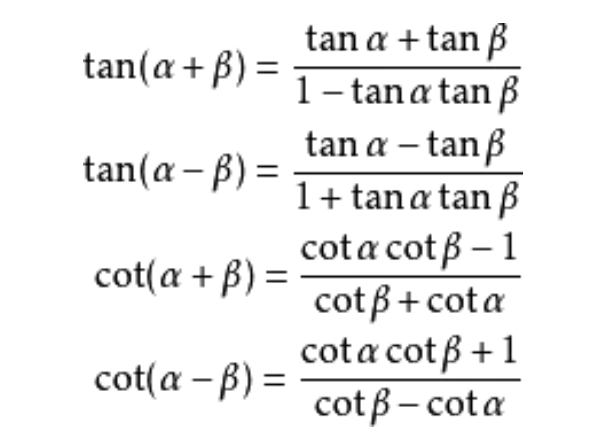 tan(α + β) = (tan α + tan β) / (1 − tan α tan β)
tan(α − β) = (tan α − tan β) / (1 + tan α tan β)
cot(α + β) = (cot α cot β − 1) / (cot β + cot α)
cot(α − β) = (cot α cot β + 1) / (cot β − cot α)